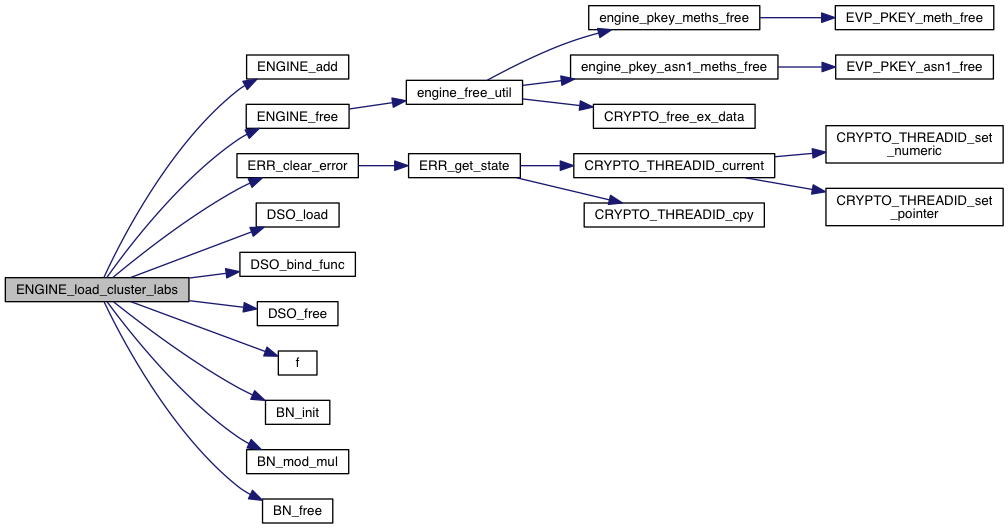 engine_pkey_meths_free
EVP_PKEY_meth_free
ENGINE_add
engine_pkey_asn1_meths_free
EVP_PKEY_asn1_free
engine_free_util
ENGINE_free
CRYPTO_free_ex_data
CRYPTO_THREADID_set
_numeric
ERR_clear_error
ERR_get_state
CRYPTO_THREADID_current
CRYPTO_THREADID_set
_pointer
DSO_load
CRYPTO_THREADID_cpy
DSO_bind_func
ENGINE_load_cluster_labs
DSO_free
f
BN_init
BN_mod_mul
BN_free